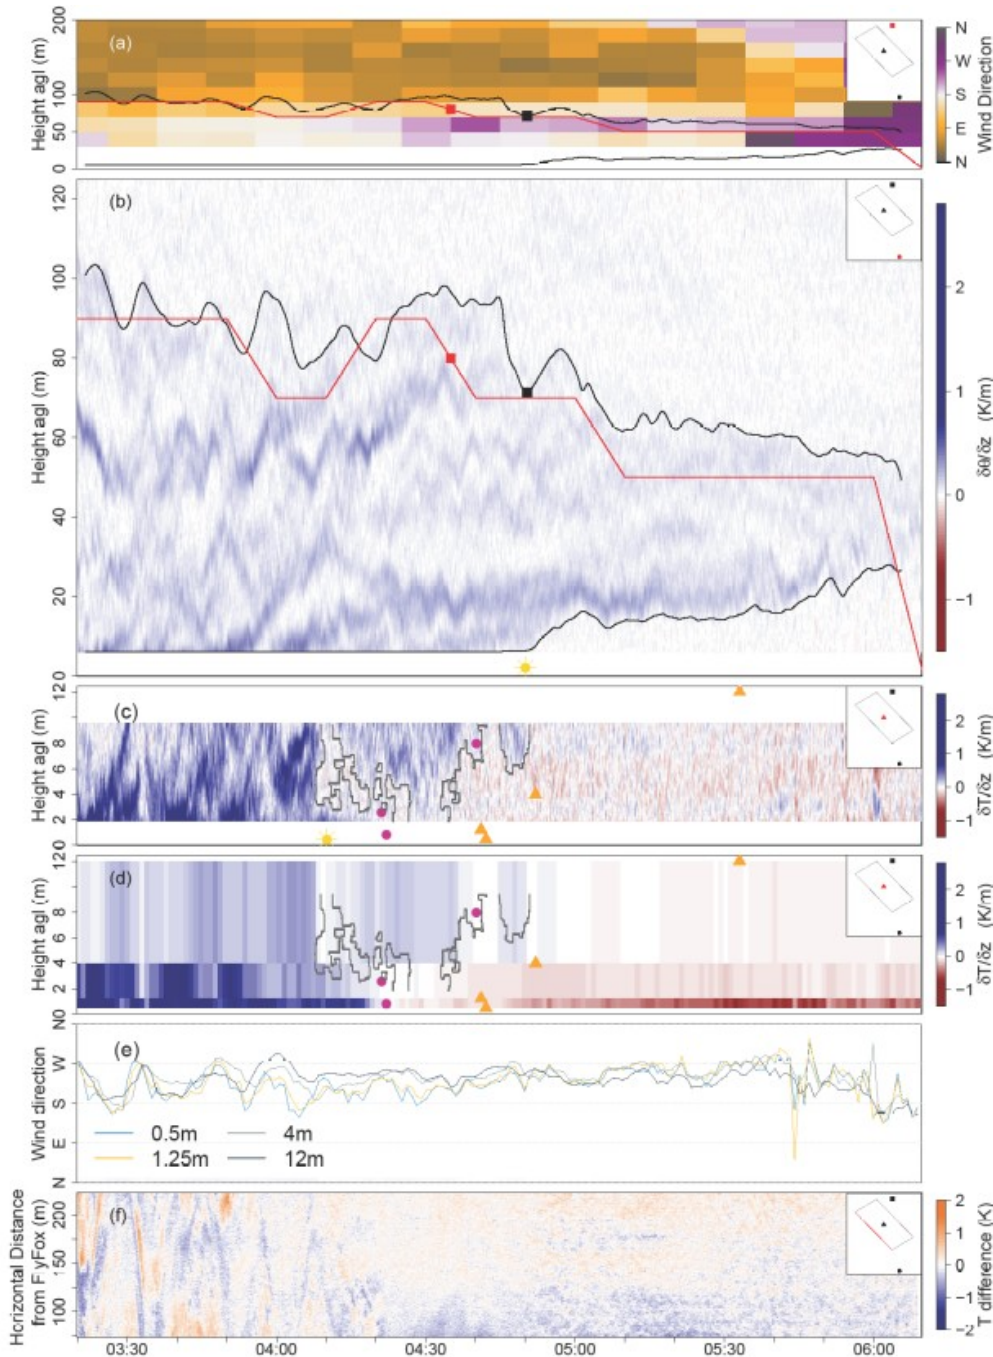 (a)
Height agl (m)
200
100
50
0
N
W
S
E
N
Wind Direction
(b)
Height agl (m)
120
100
80
60
40
20
0
2
1
0
−1
δθ/δz (K/m)
(c)
Height agl (m)
12
8
6
4
2
0
2
1
0
−1
δT/δz (K/m)
(d)
Height agl (m)
12
8
6
4
2
0
2
1
0
−1
δT/δz (K/m)
(e)
Wind direction
N
W
S
E
N
0.5m
4m
1.25m
12m
(f)
Horizontal Distance
from F yFox (m)
200
150
100
2
1
0
−1
−2
T difference (K)
03:30 04:00 04:30 05:00 05:30 06:00